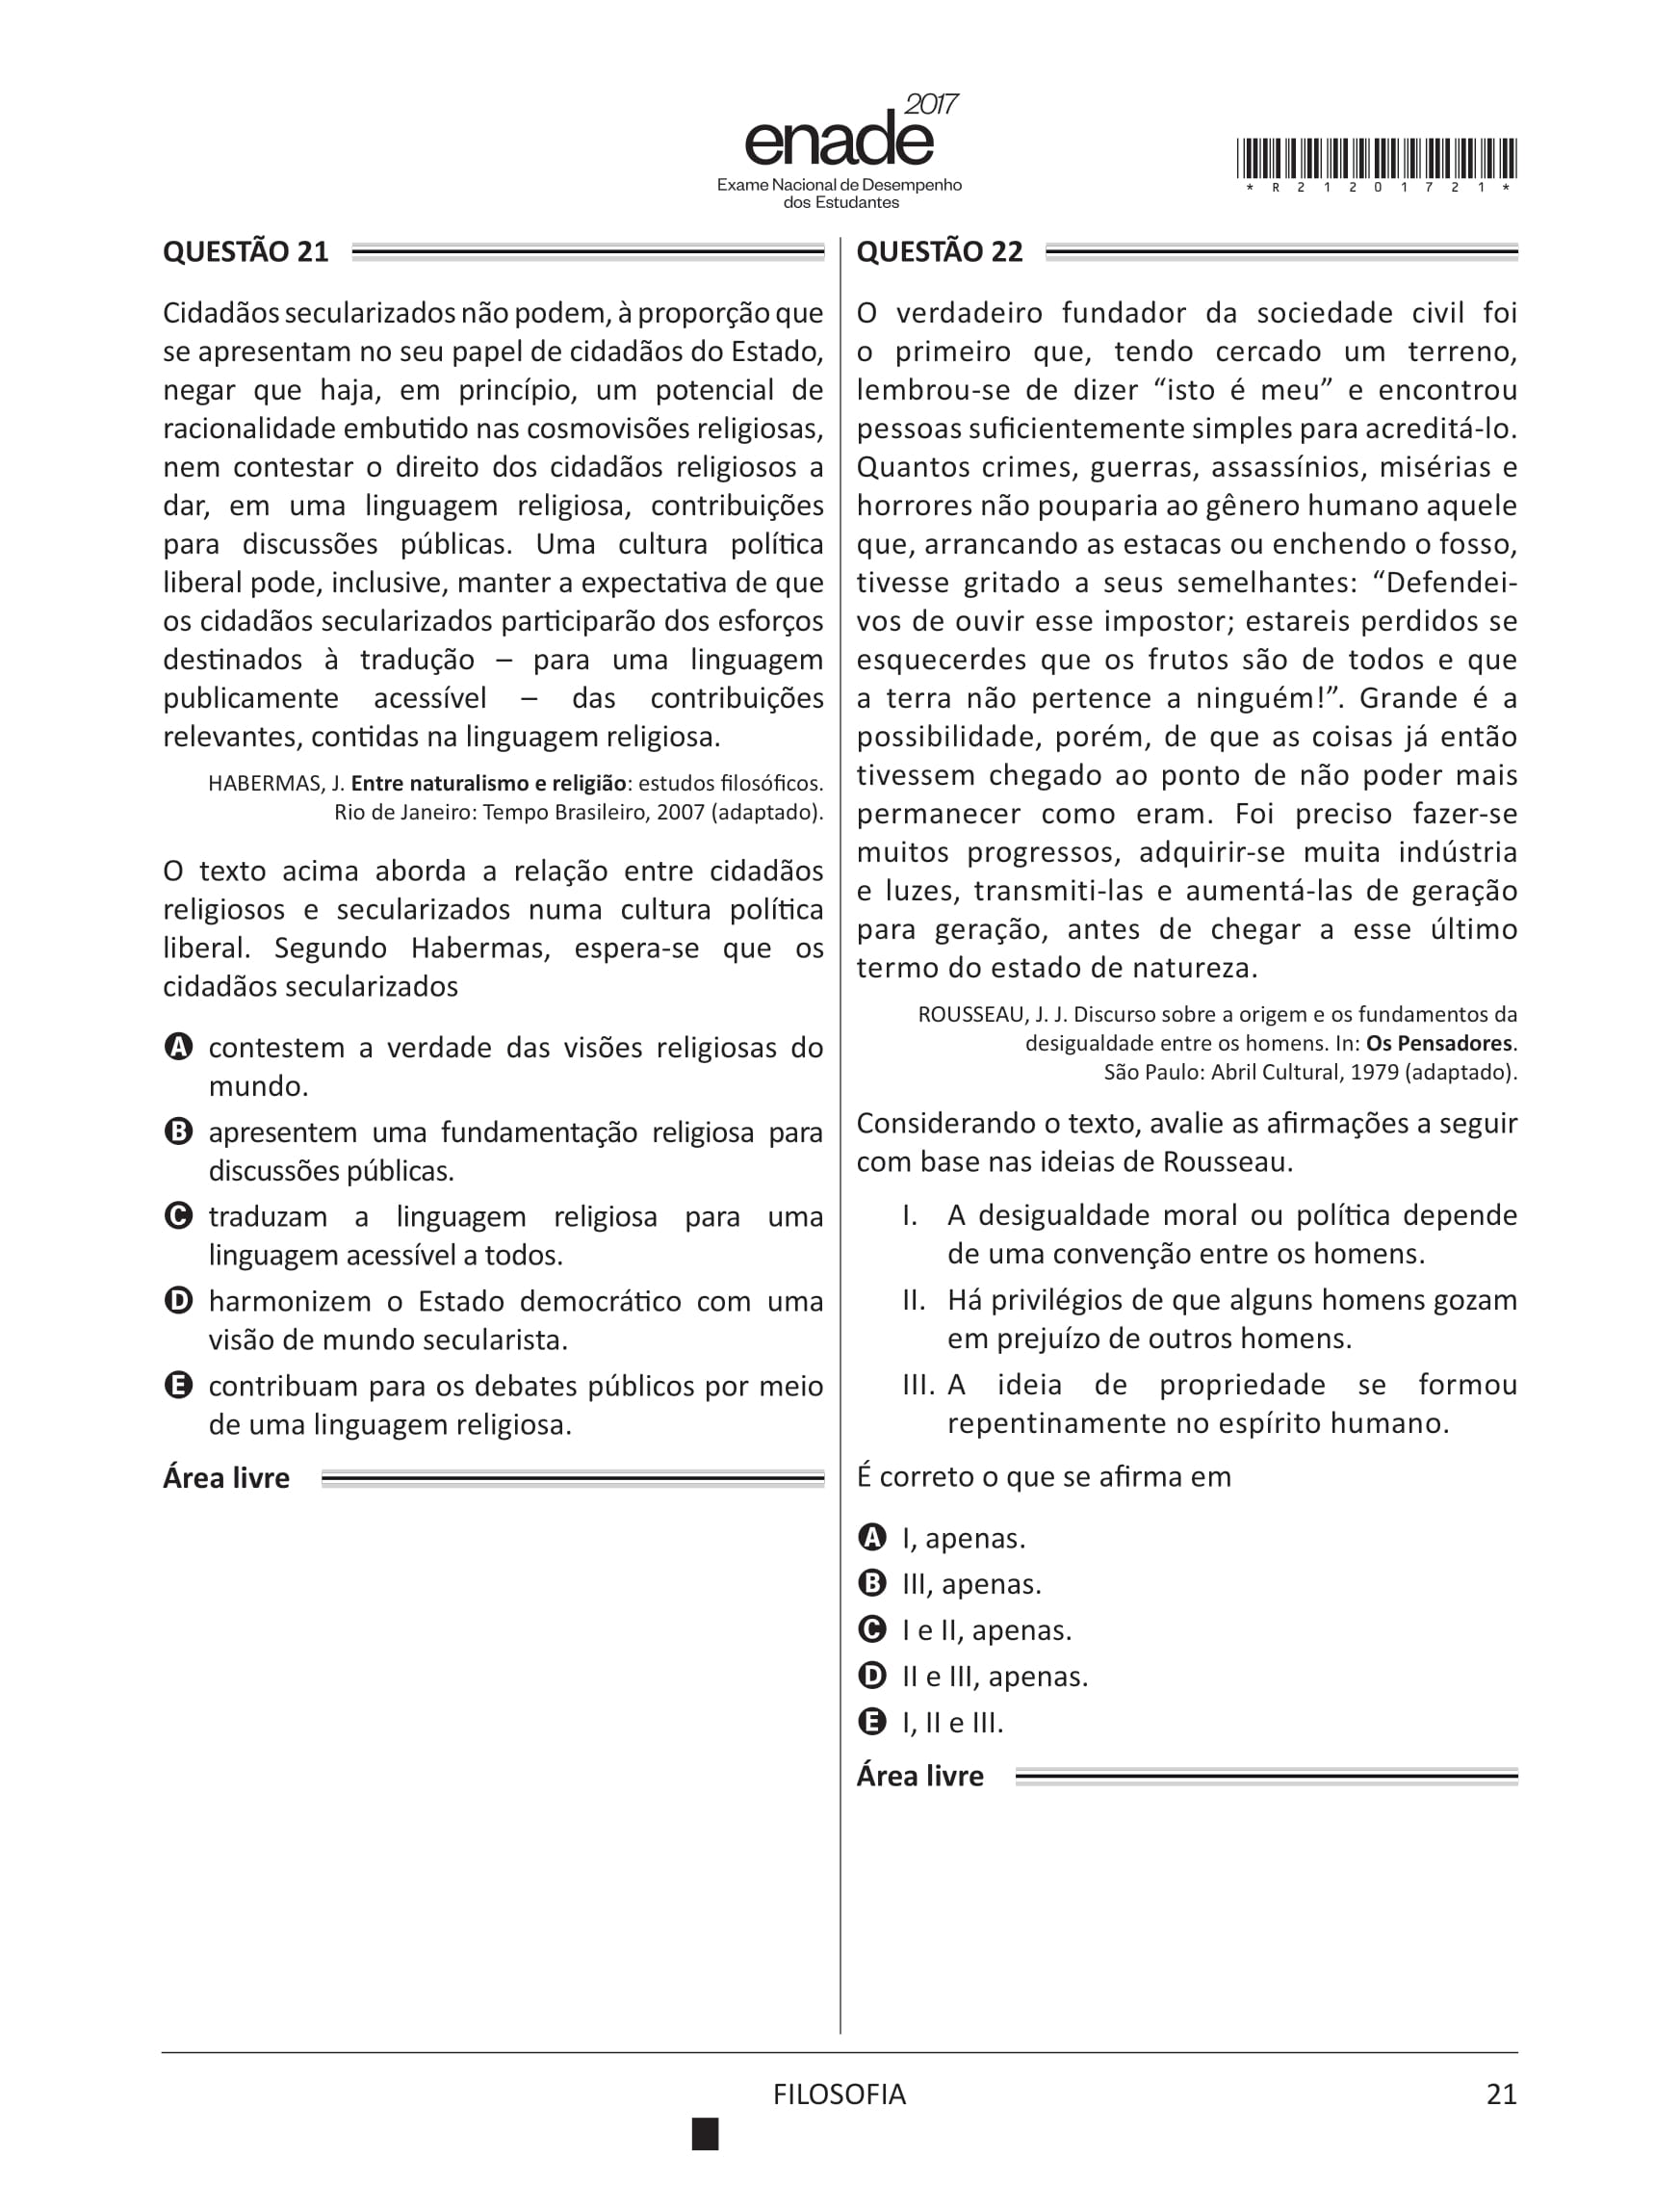 2017
enade
Exame Nacional de Desempenho
dos Estudantes
* R 2 1 2 0 1 7 2 1 *
QUESTÃO 21
Cidadãos secularizados não podem, à proporção que
se apresentam no seu papel de cidadãos do Estado,
negar que haja, em princípio, um potencial de
racionalidade embutido nas cosmovisões religiosas,
nem contestar o direito dos cidadãos religiosos a
dar, em uma linguagem religiosa, contribuições
para discussões públicas. Uma cultura política
liberal pode, inclusive, manter a expectativa de que
os cidadãos secularizados participarão dos esforços
destinados à tradução – para uma linguagem
publicamente acessível – das contribuições
relevantes, contidas na linguagem religiosa.
HABERMAS, J. Entre naturalismo e religião: estudos filosóficos.
Rio de Janeiro: Tempo Brasileiro, 2007 (adaptado).
O texto acima aborda a relação entre cidadãos
religiosos e secularizados numa cultura política
liberal. Segundo Habermas, espera-se que os
cidadãos secularizados
A contestem a verdade das visões religiosas do
mundo.
B apresentem uma fundamentação religiosa para
discussões públicas.
C traduzam a linguagem religiosa para uma
linguagem acessível a todos.
D harmonizem o Estado democrático com uma
visão de mundo secularista.
E contribuam para os debates públicos por meio
de uma linguagem religiosa.
Área livre
QUESTÃO 22
O verdadeiro fundador da sociedade civil foi
o primeiro que, tendo cercado um terreno,
lembrou-se de dizer “isto é meu” e encontrou
pessoas suficientemente simples para acreditá-lo.
Quantos crimes, guerras, assassínios, misérias e
horrores não pouparia ao gênero humano aquele
que, arrancando as estacas ou enchendo o fosso,
tivesse gritado a seus semelhantes: “Defendei-
vos de ouvir esse impostor; estareis perdidos se
esquecerdes que os frutos são de todos e que
a terra não pertence a ninguém!”. Grande é a
possibilidade, porém, de que as coisas já então
tivessem chegado ao ponto de não poder mais
permanecer como eram. Foi preciso fazer-se
muitos progressos, adquirir-se muita indústria
e luzes, transmiti-las e aumentá-las de geração
para geração, antes de chegar a esse último
termo do estado de natureza.
ROUSSEAU, J. J. Discurso sobre a origem e os fundamentos da
desigualdade entre os homens. In: Os Pensadores.
São Paulo: Abril Cultural, 1979 (adaptado).
Considerando o texto, avalie as afirmações a seguir
com base nas ideias de Rousseau.
I. A desigualdade moral ou política depende
de uma convenção entre os homens.
II. Há privilégios de que alguns homens gozam
em prejuízo de outros homens.
III. A ideia de propriedade se formou
repentinamente no espírito humano.
É correto o que se afirma em
A I, apenas.
B III, apenas.
C I e II, apenas.
D II e III, apenas.
E I, II e III.
Área livre
FILOSOFIA
21